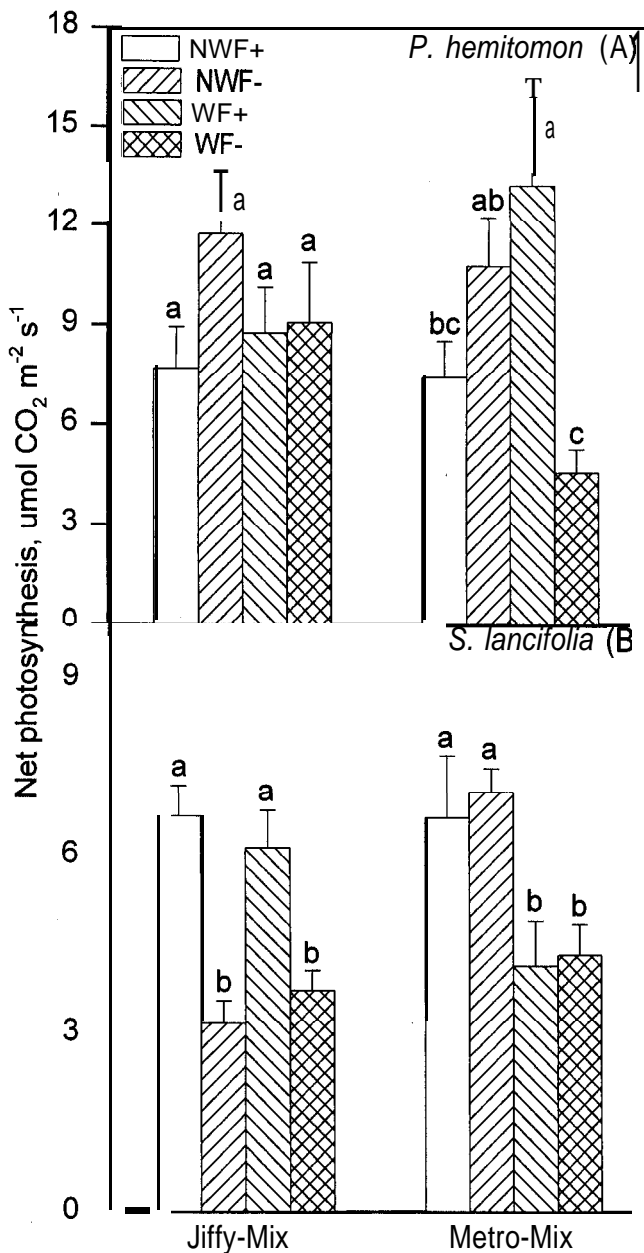 18
P. hemitomon (A)
NWF+
NWF-
WF+
WF-
15
12
9
6
3
0
a
a
a
a
bc
ab
a
c
Net photosynthesis, umol CO2 m-2 s-1
S. lancifolia (B
9
6
3
0
a
b
a
b
a
a
b
b
Jiffy-Mix
Metro-Mix